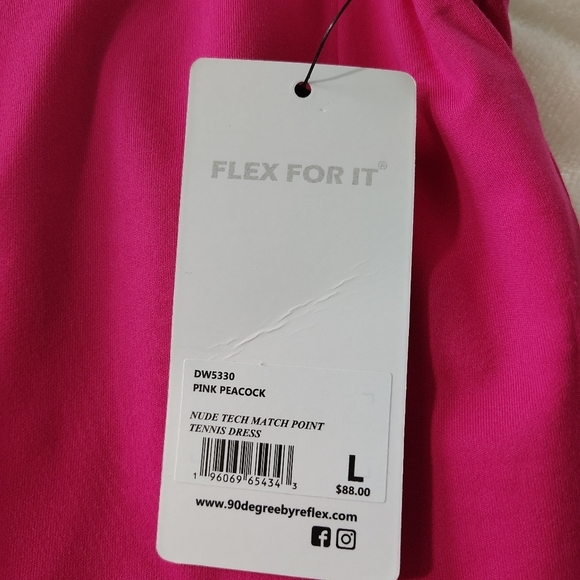 FLEX FOR IT®
DW5330
PINK PEACOCK
NUDE TECH MATCH POINT
TENNIS DRESS
L
1 96069 65434 3
$88.00
www.90degreebyreflex.com